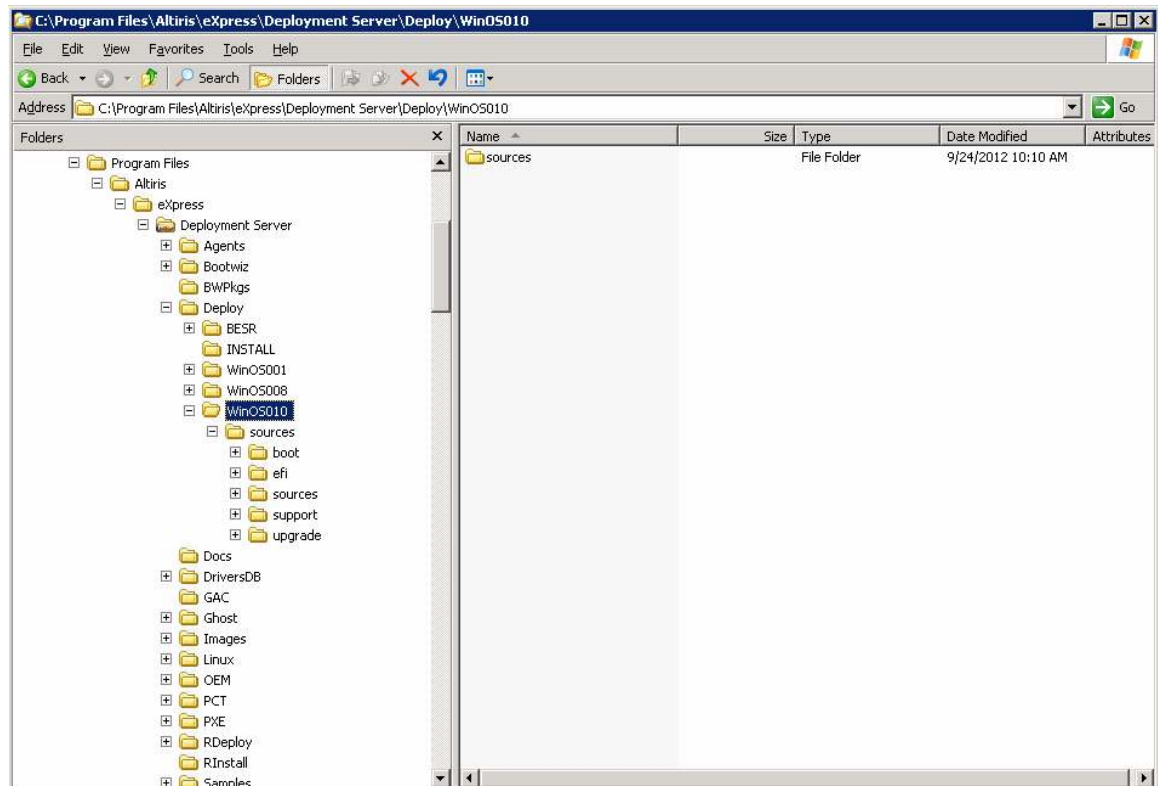 C:\Program Files\Altiris\eXpress\Deployment Server\Deploy\WinOS010
File Edit View Favorites Tools Help
Back Search Folders
Address C:\Program Files\Altiris\eXpress\Deployment Server\Deploy\WinOS010 Go
Folders
Name Size Type Date Modified Attributes
sources File Folder 9/24/2012 10:10 AM
Program Files
Altiris
eXpress
Deployment Server
Agents
Bootwiz
BWPkgs
Deploy
BESR
INSTALL
WinOS001
WinOS008
WinOS010
sources
boot
efi
sources
support
upgrade
Docs
DriversDB
GAC
Ghost
Images
Linux
OEM
PCT
PXE
RDeploy
RInstall
Samples